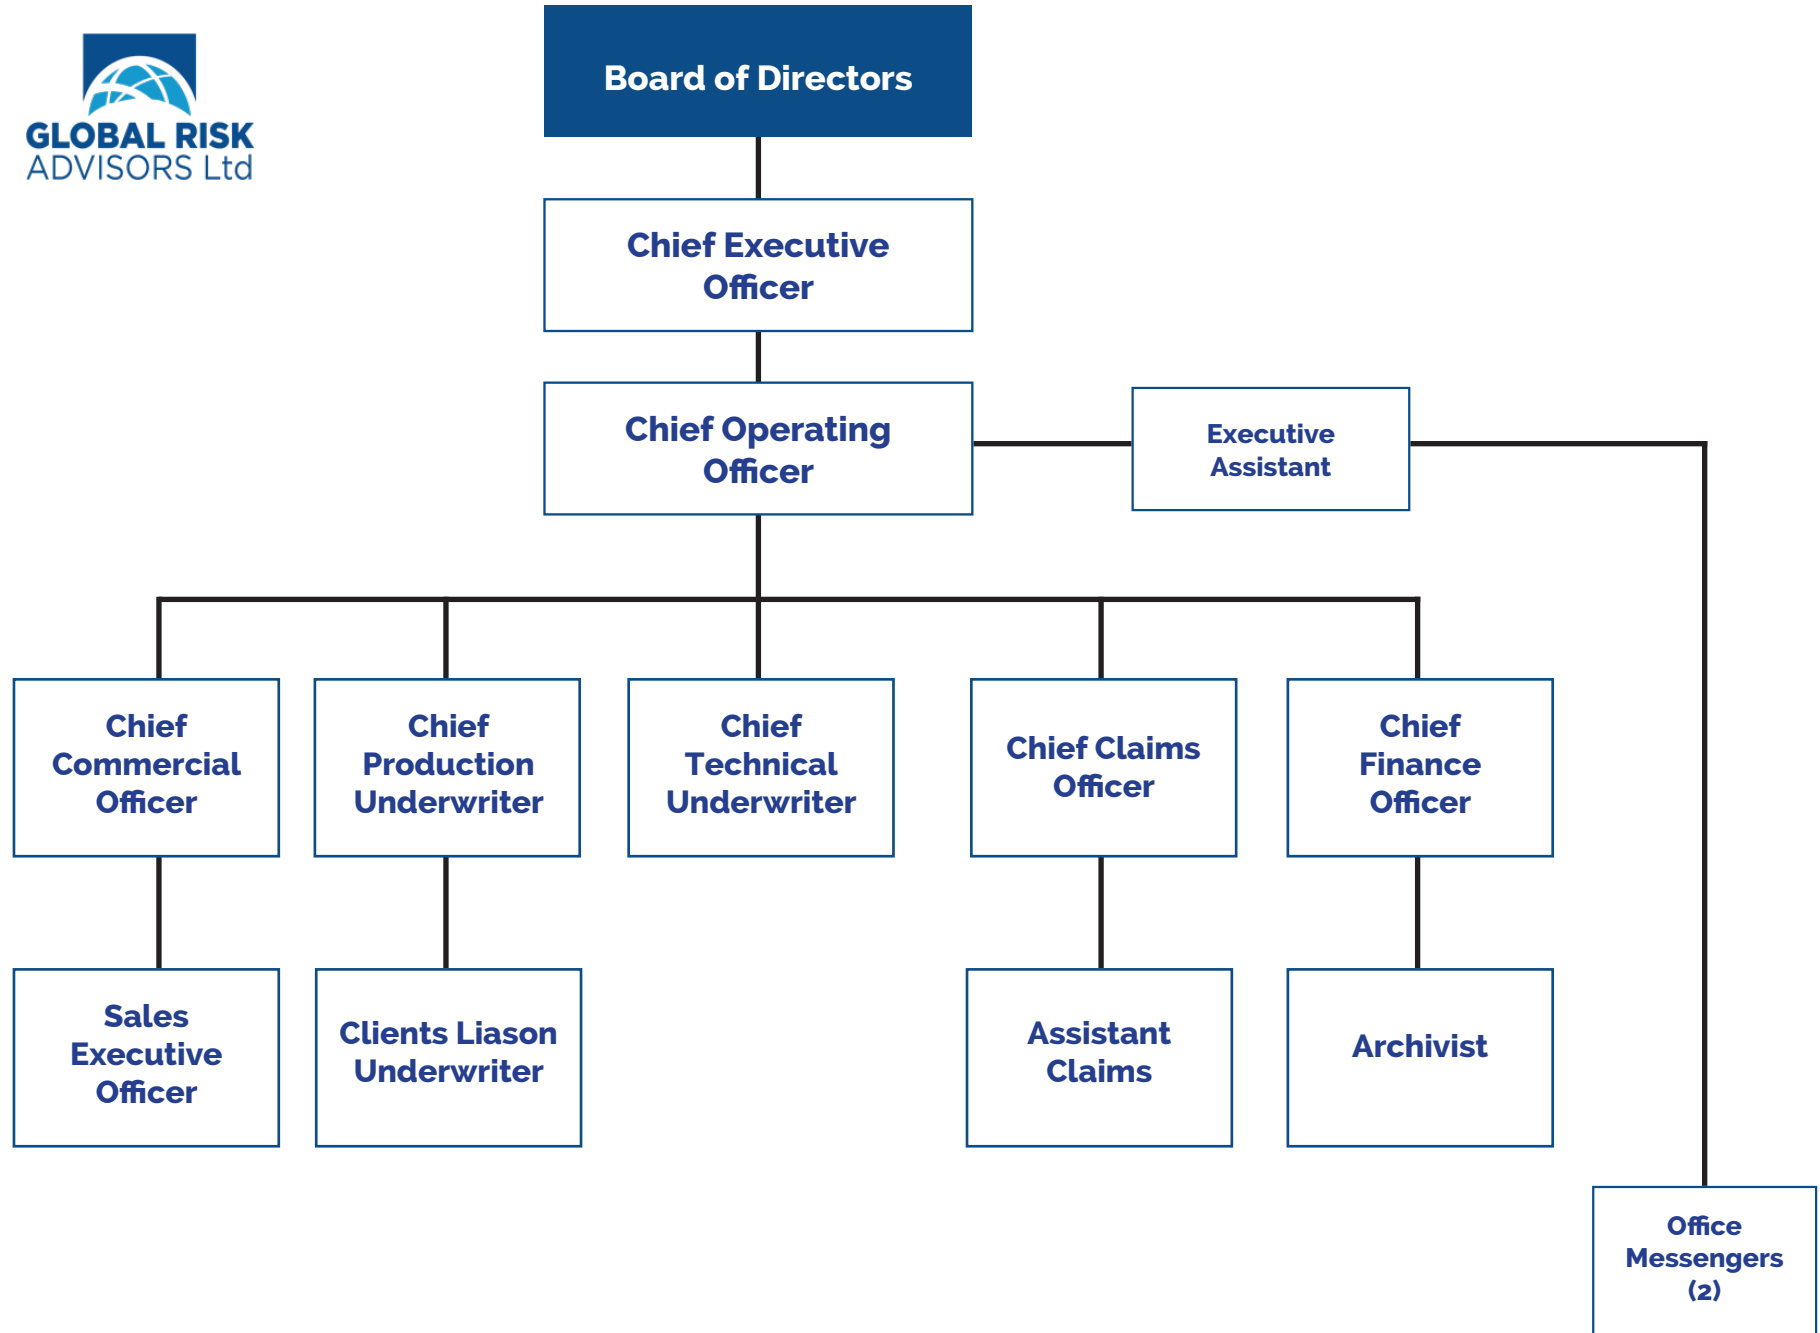 GLOBAL RISK
ADVISORS Ltd
Board of Directors
Chief Executive
Officer
Chief Operating
Officer
Executive
Assistant
Chief
Commercial
Officer
Chief
Production
Underwriter
Chief
Technical
Underwriter
Chief Claims
Officer
Chief
Finance
Officer
Sales
Executive
Officer
Clients Liason
Underwriter
Assistant
Claims
Archivist
Office
Messengers
(2)